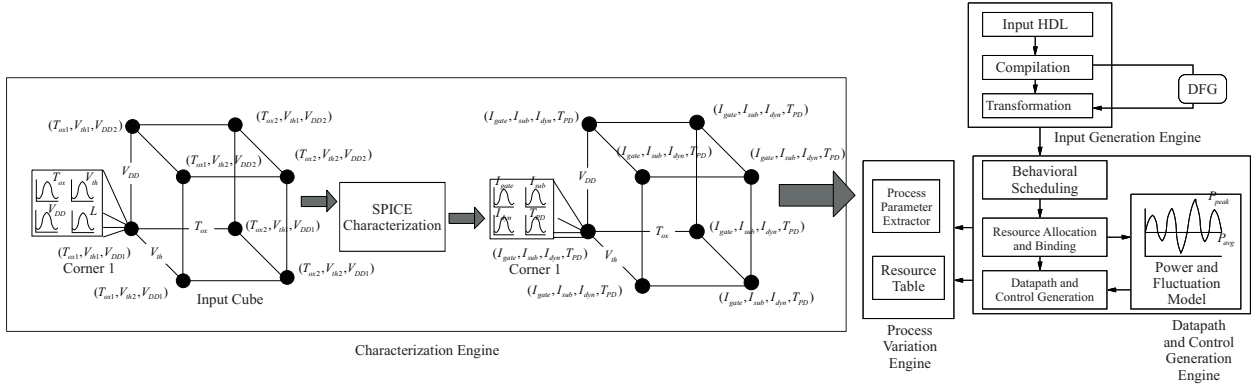 Input HDL
Compilation
Transformation
DFG
Input Generation Engine
(T_ox1,V_th1,V_DD2)
(T_ox2,V_th1,V_DD2)
(T_ox1,V_th2,V_DD2)
(T_ox2,V_th2,V_DD2)
V_DD
T_ox
V_th
V_DD
L
T_ox
(T_ox2,V_th1,V_DD1)
(T_ox1,V_th1,V_DD1)
Corner 1
V_th
(T_ox2,V_th2,V_DD1)
(T_ox1,V_th2,V_DD1)
Input Cube
SPICE
Characterization
(I_gate,I_sub,I_dyn,T_PD)
(I_gate,I_sub,I_dyn,T_PD)
(I_gate,I_sub,I_dyn,T_PD)
(I_gate,I_sub,I_dyn,T_PD)
V_DD
I_gate
I_sub
I_dyn
T_PD
T_ox
(I_gate,I_sub,I_dyn,T_PD)
(I_gate,I_sub,I_dyn,T_PD)
Corner 1
V_th
(I_gate,I_sub,I_dyn,T_PD)
(I_gate,I_sub,I_dyn,T_PD)
Characterization Engine
Process
Parameter
Extractor
Resource
Table
Process
Variation
Engine
Behavioral
Scheduling
Resource Allocation
and Binding
Datapath and
Control Generation
P_peak
P_avg
Power and
Fluctuation
Model
Datapath
and Control
Generation
Engine